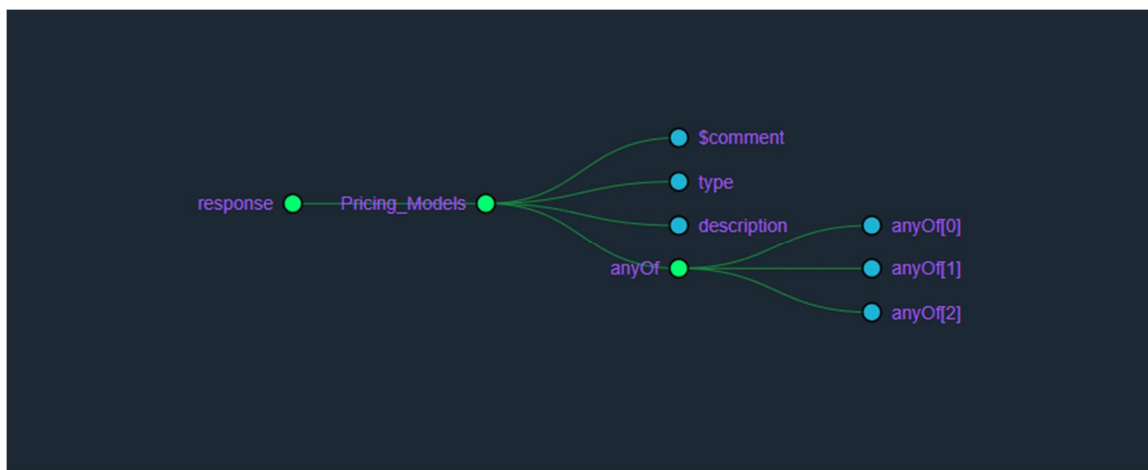 $comment
type
response
Pricing_Models
description
anyOf[0]
anyOf
anyOf[1]
anyOf[2]